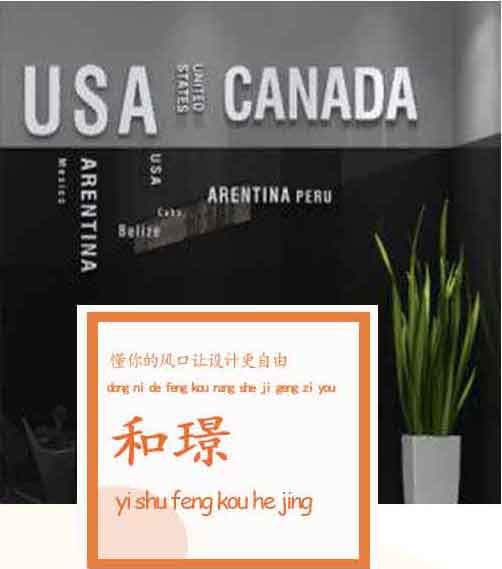 USA
UNITED
STATES
CANADA
Mexico
ARENTINA
USA
Cuba,
Belize
ARENTINA PERU
懂你的风口让设计更自由
dong ni de feng kou rang she ji geng zi you
和璟
yi shu feng kou he jing